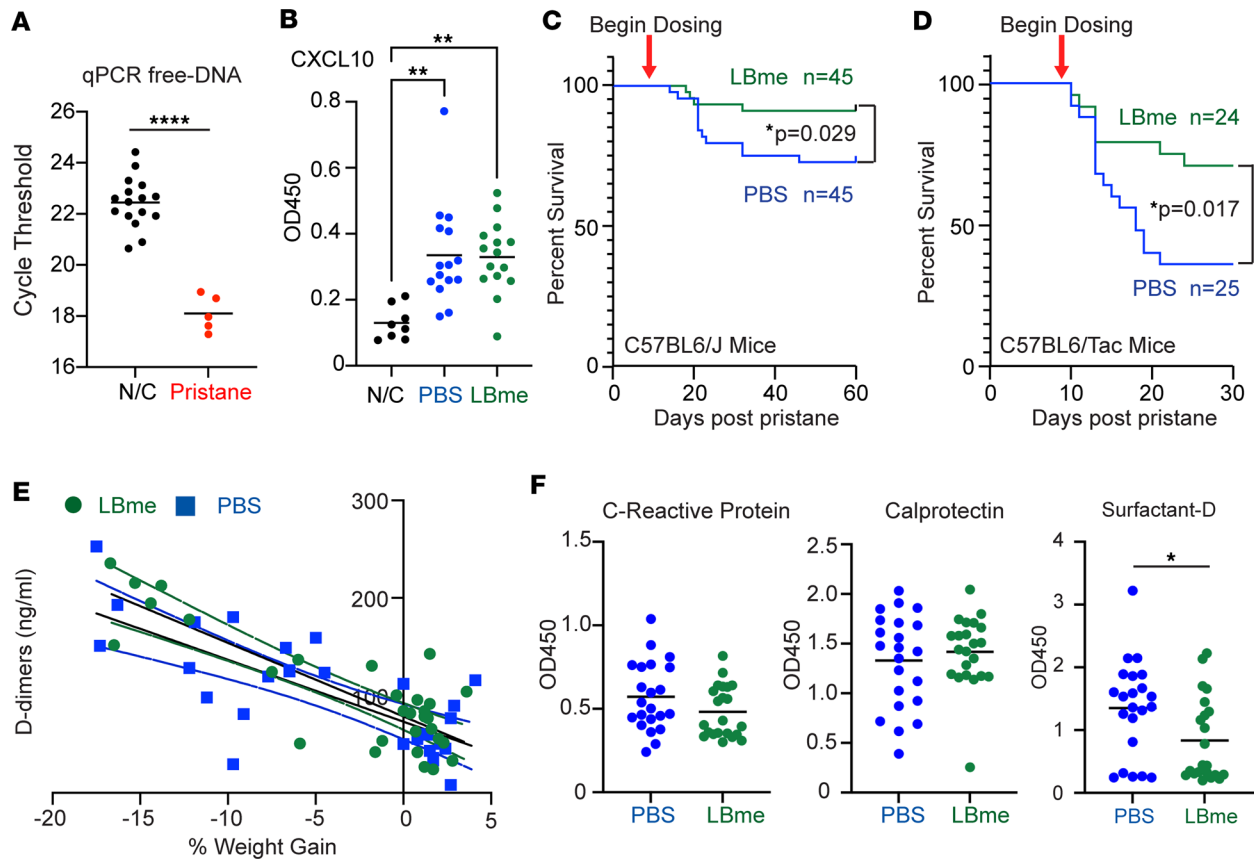 A
qPCR free-DNA
Cycle Threshold
26
24
22
20
18
16
****
N/C
Pristane
B
CXCL10
**
**
OD450
0.8
0.6
0.4
0.2
0
N/C
PBS
LBme
C
Begin Dosing
Percent Survival
100
50
0
LBme n=45
*p=0.029
PBS n=45
C57BL6/J Mice
0
20
40
60
Days post pristane
D
Begin Dosing
Percent Survival
100
50
0
LBme n=24
*p=0.017
PBS n=25
C57BL6/Tac Mice
0
10
20
30
Days post pristane
E
LBme
PBS
D-dimers (ng/ml)
300
200
100
-20
-15
-10
-5
0
5
% Weight Gain
F
C-Reactive Protein
OD450
1.5
1.0
0.5
0
PBS
LBme
Calprotectin
OD450
2.5
2.0
1.5
1.0
0.5
0
PBS
LBme
Surfactant-D
*
OD450
4
3
2
1
0
PBS
LBme